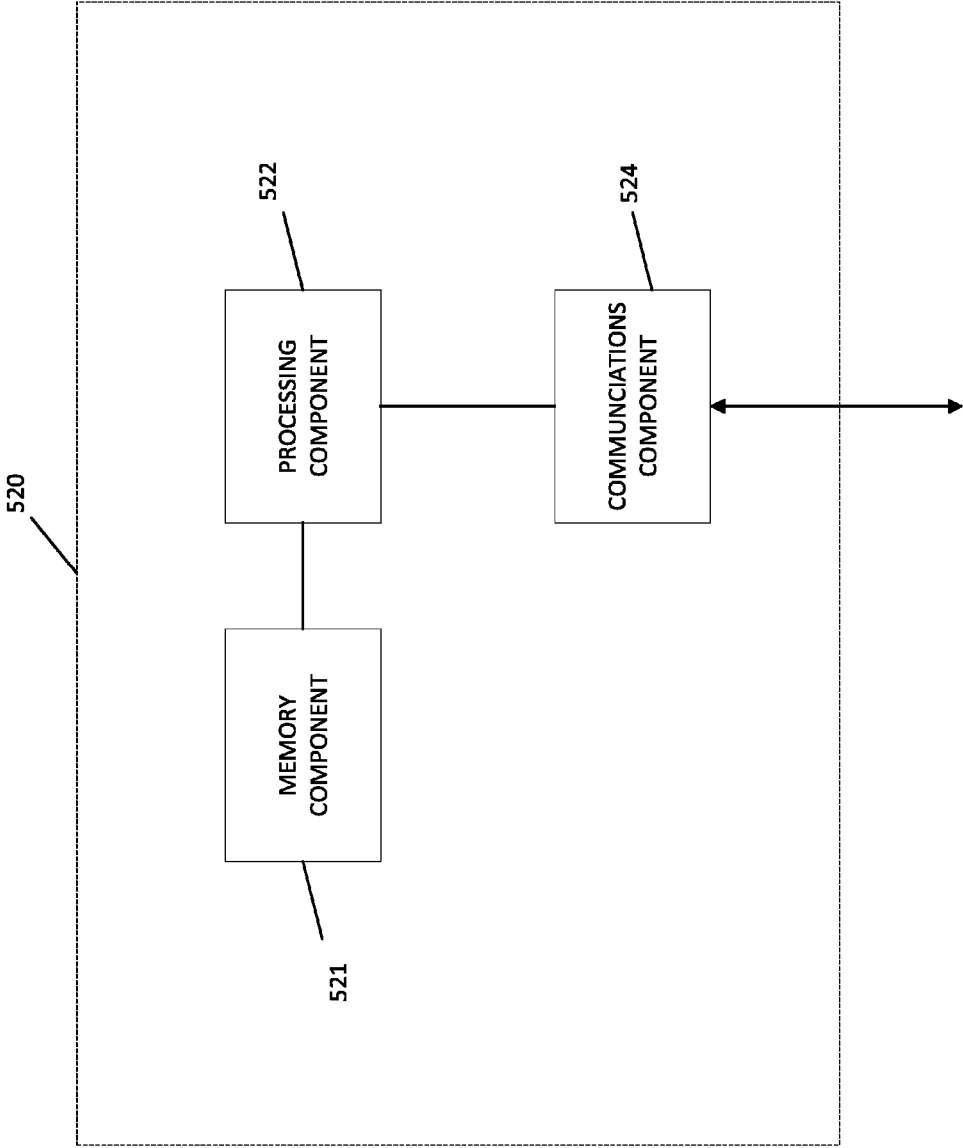 520
521
MEMORY
COMPONENT
PROCESSING
COMPONENT
522
COMMUNCIATIONS
COMPONENT
524